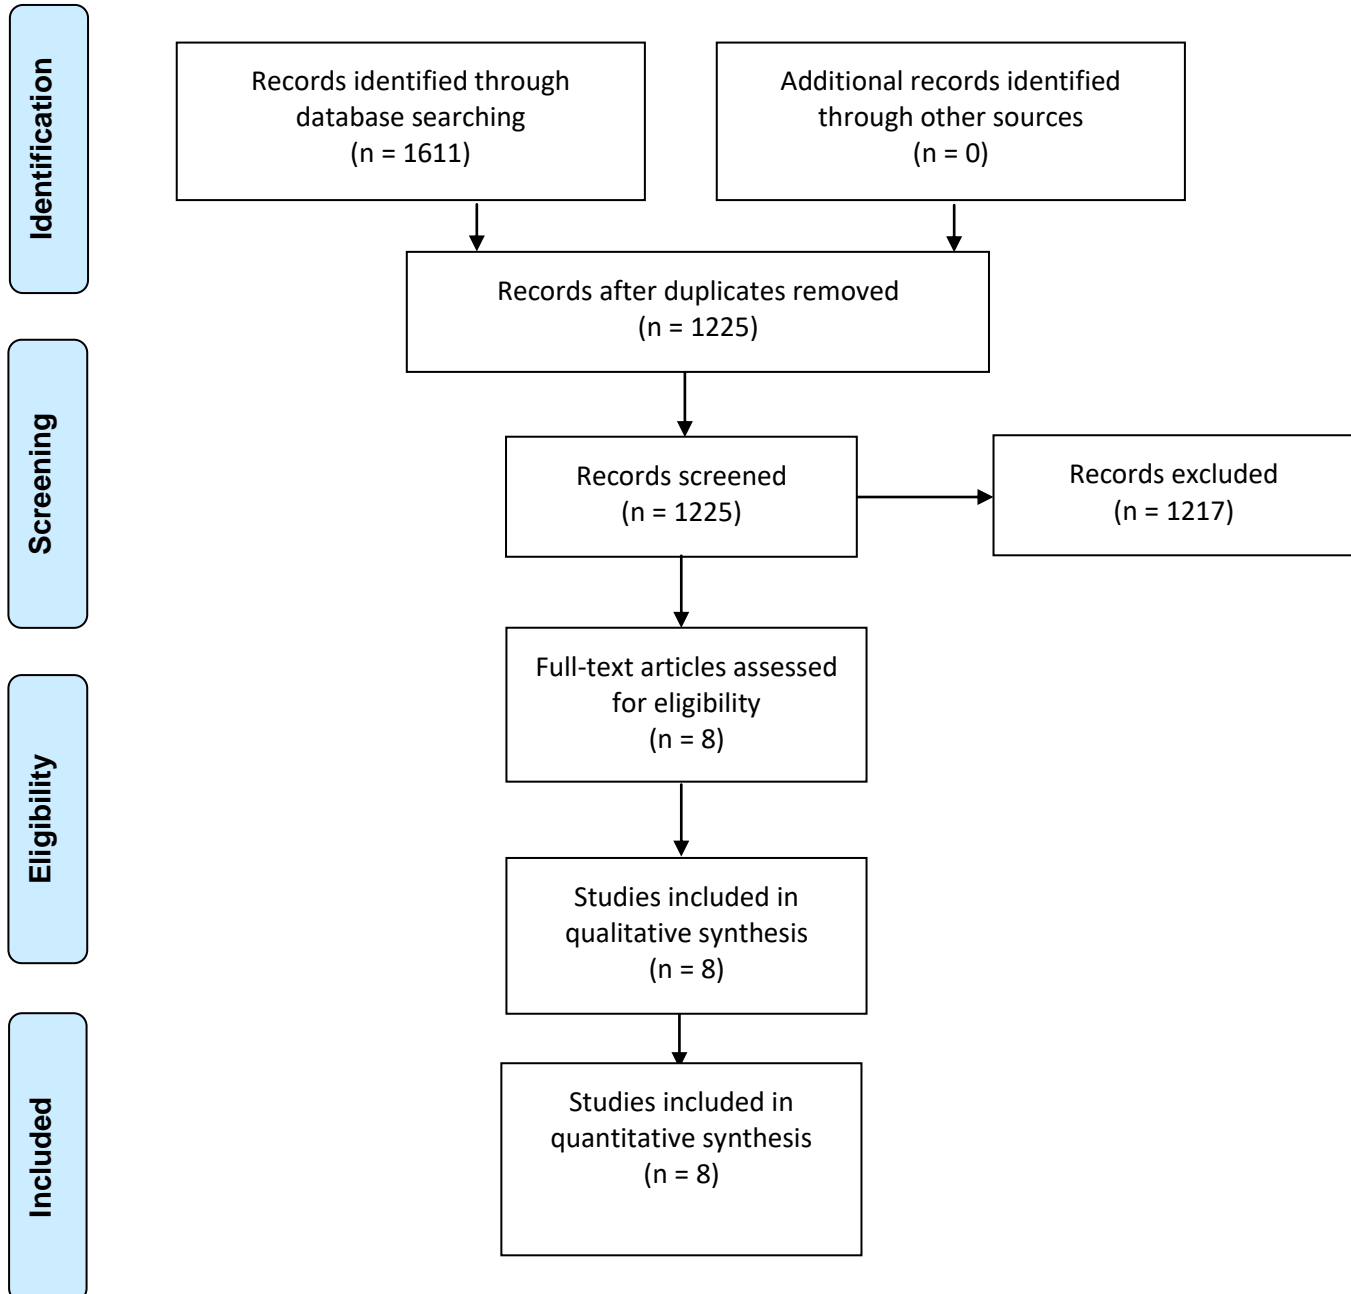 Identification
Records identified through
database searching
(n = 1611)
Additional records identified
through other sources
(n = 0)
Records after duplicates removed
(n = 1225)
Screening
Records screened
(n = 1225)
Records excluded
(n = 1217)
Full-text articles assessed
for eligibility
(n = 8)
Eligibility
Studies included in
qualitative synthesis
(n = 8)
Included
Studies included in
quantitative synthesis
(n = 8)